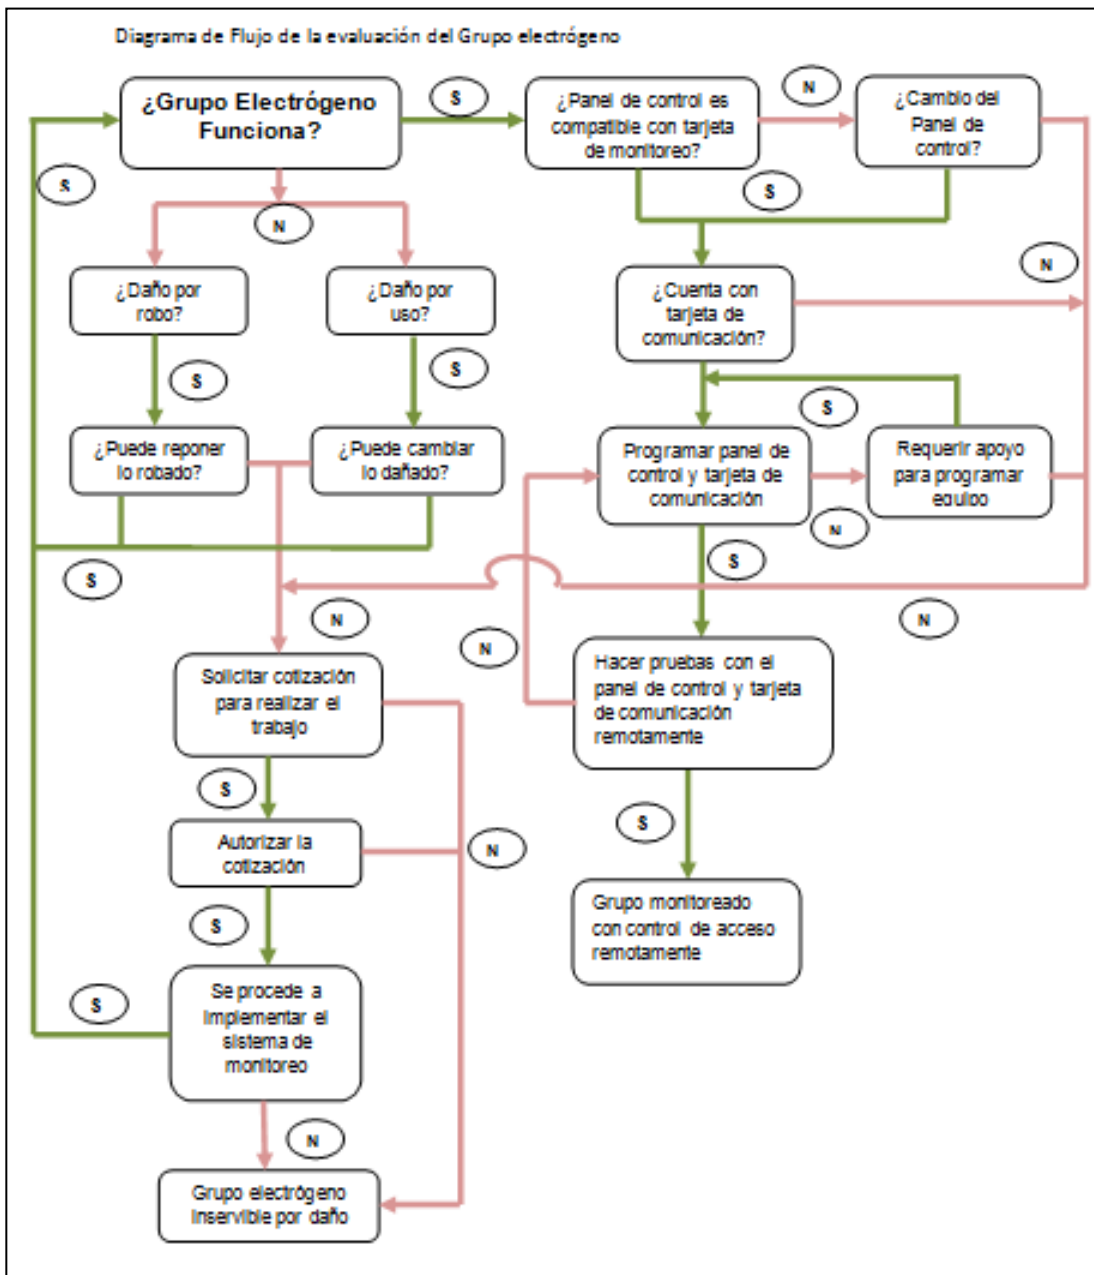 Diagrama de Flujo de la evaluación del Grupo electrógeno
¿Grupo Electrógeno
Funciona?
S
¿Panel de control es
compatible con tarjeta
de monitoreo?
N
¿Cambio del
Panel de
control?
S
N
S
N
¿Daño por
robo?
¿Daño por
uso?
¿Cuenta con
tarjeta de
comunicación?
S
S
S
¿Puede reponer
lo robado?
¿Puede cambiar
lo dañado?
Programar panel de
control y tarjeta de
comunicación
Requerir apoyo
para programar
equipo
N
S
S
N
N
N
Solicitar cotización
para realizar el
trabajo
Hacer pruebas con el
panel de control y tarjeta
de comunicación
remotamente
S
S
Autorizar la
cotización
N
Grupo monitoreado
con control de acceso
remotamente
S
Se procede a
implementar el
sistema de
monitoreo
S
N
Grupo electrógeno
inservible por daño